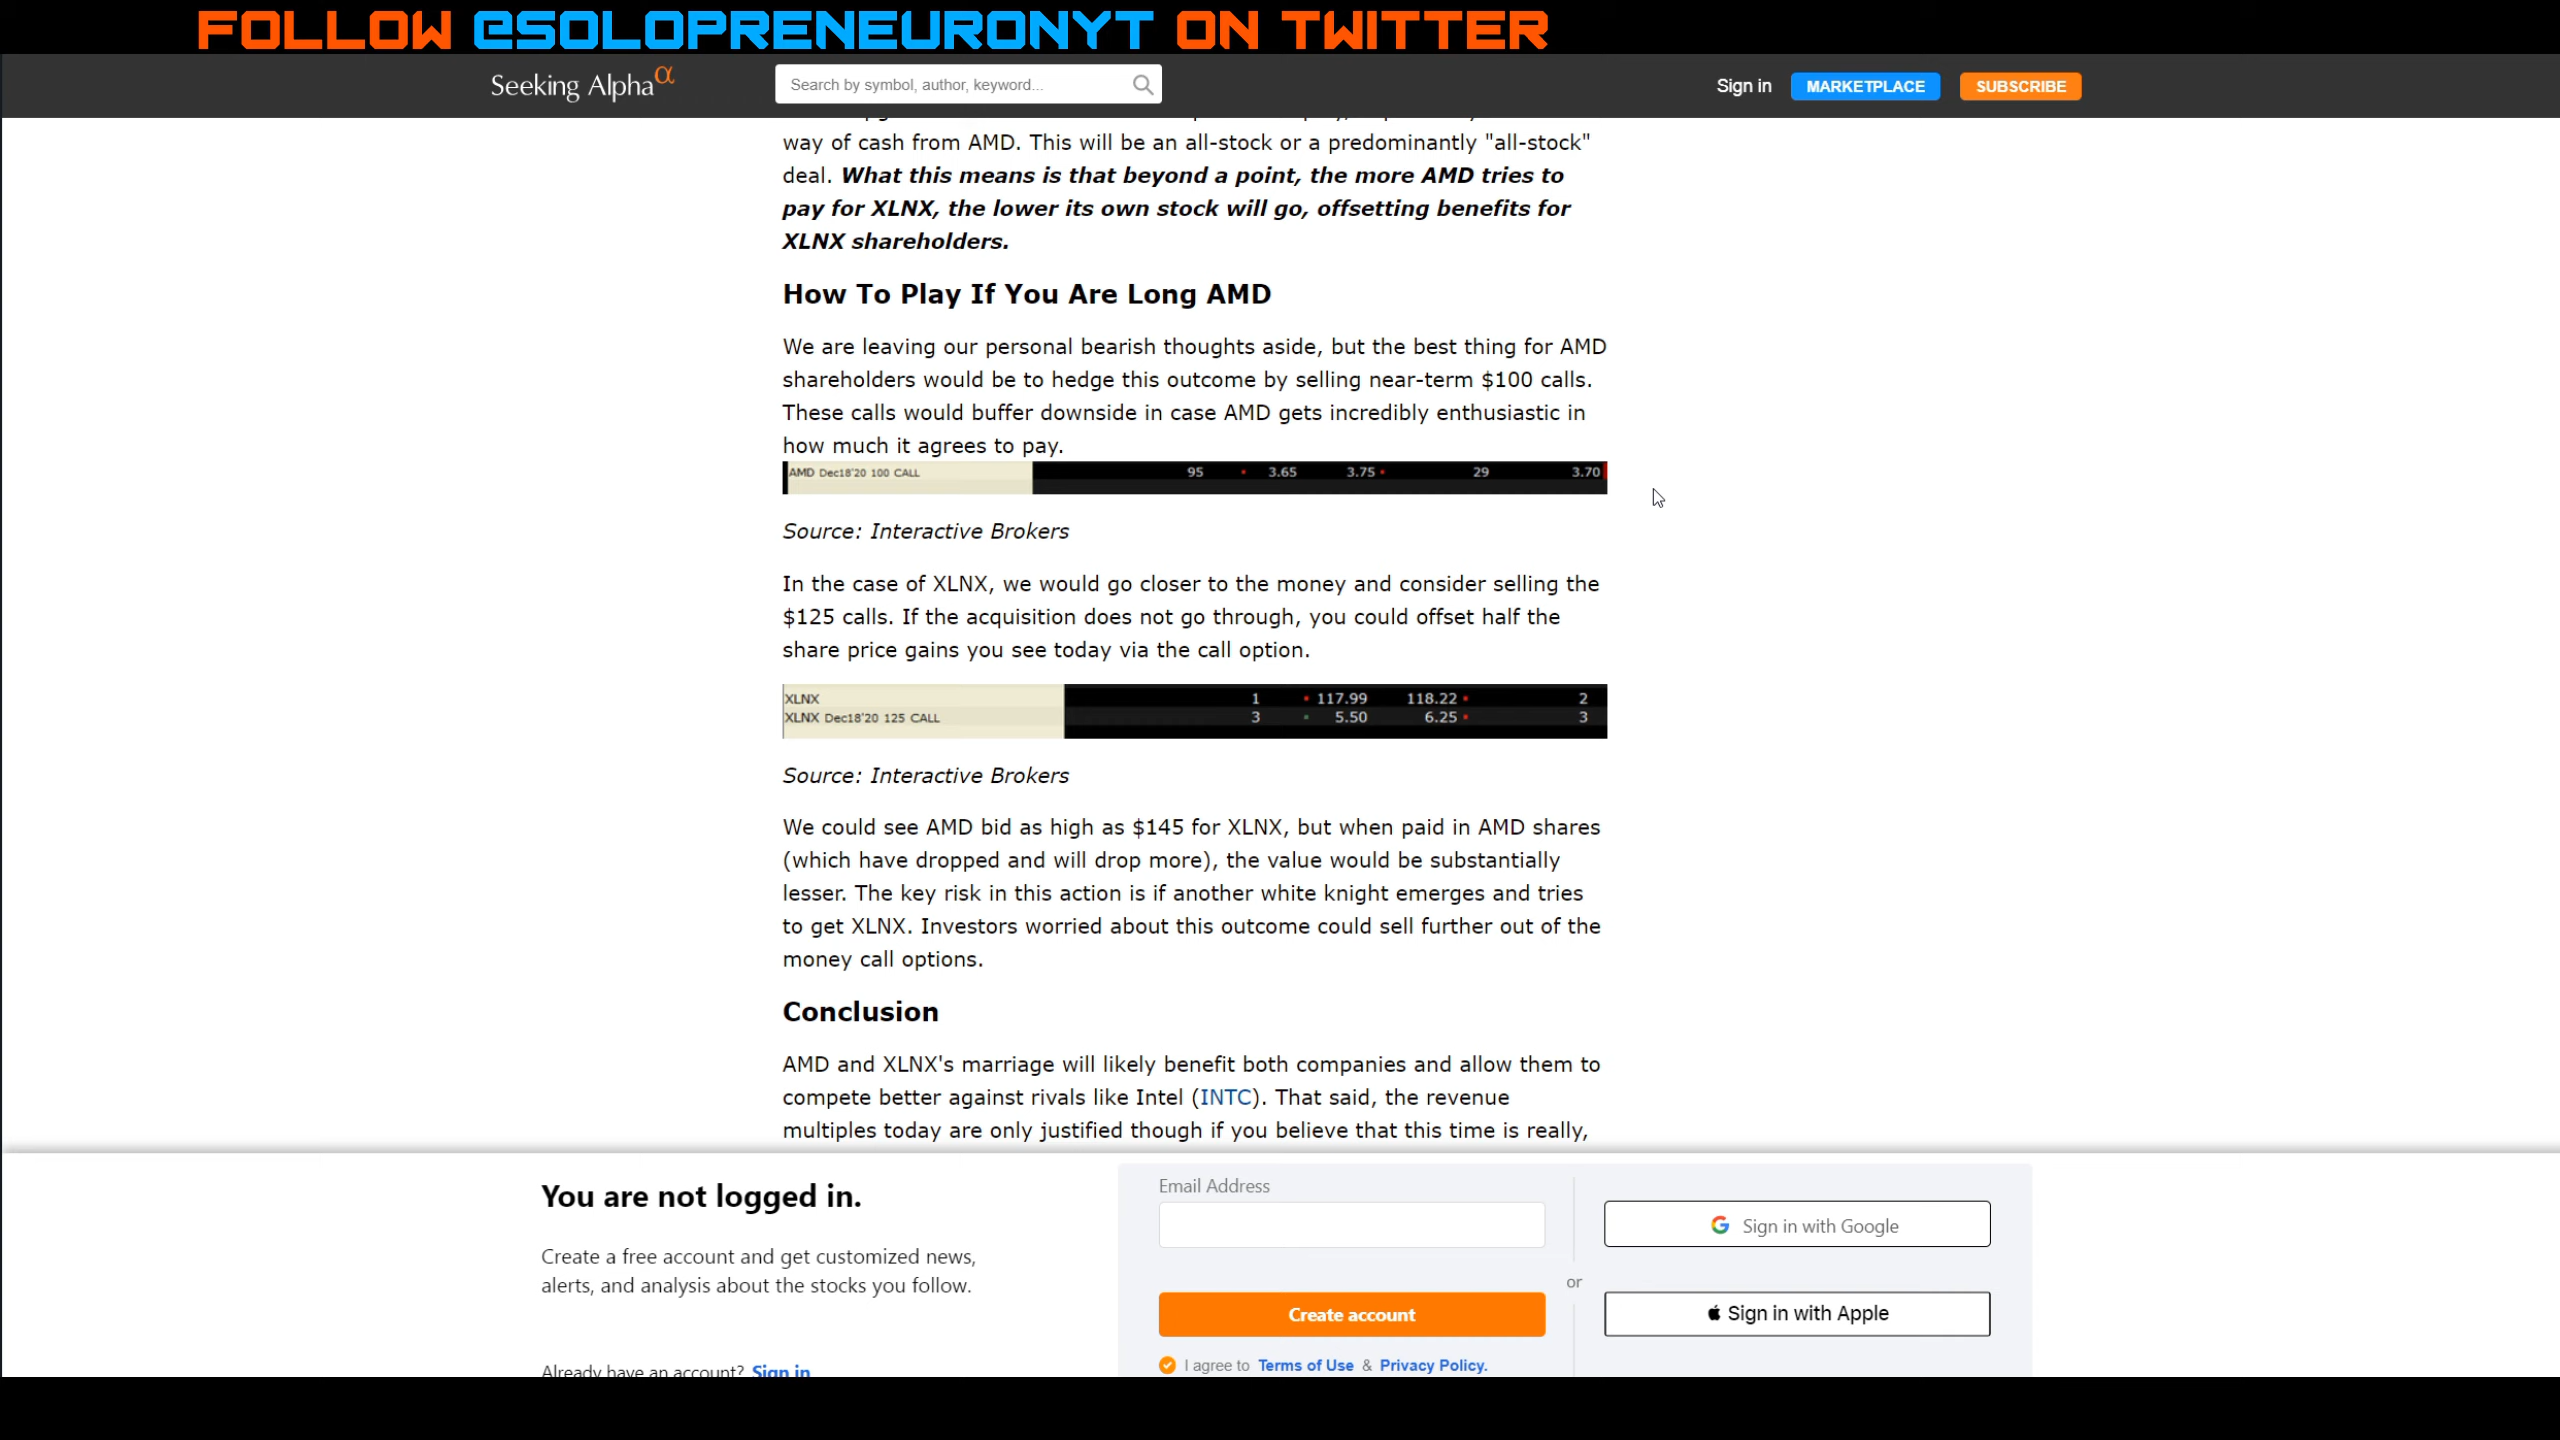 FOLLOW @SOLOPRENEURONYT ON TWITTER
Seeking Alpha α
Search by symbol, author, keyword...
Sign in
MARKETPLACE
SUBSCRIBE
way of cash from AMD. This will be an all-stock or a predominantly "all-stock"
deal. What this means is that beyond a point, the more AMD tries to
pay for XLNX, the lower its own stock will go, offsetting benefits for
XLNX shareholders.
How To Play If You Are Long AMD
We are leaving our personal bearish thoughts aside, but the best thing for AMD
shareholders would be to hedge this outcome by selling near-term $100 calls.
These calls would buffer downside in case AMD gets incredibly enthusiastic in
how much it agrees to pay.
AMD Dec18'20 100 CALL 95 3.65 3.75 29 3.70
Source: Interactive Brokers
In the case of XLNX, we would go closer to the money and consider selling the
$125 calls. If the acquisition does not go through, you could offset half the
share price gains you see today via the call option.
XLNX 1 117.99 118.22 2
XLNX Dec18'20 125 CALL 3 5.50 6.25 3
Source: Interactive Brokers
We could see AMD bid as high as $145 for XLNX, but when paid in AMD shares
(which have dropped and will drop more), the value would be substantially
lesser. The key risk in this action is if another white knight emerges and tries
to get XLNX. Investors worried about this outcome could sell further out of the
money call options.
Conclusion
AMD and XLNX's marriage will likely benefit both companies and allow them to
compete better against rivals like Intel (INTC). That said, the revenue
multiples today are only justified though if you believe that this time is really,
You are not logged in.
Create a free account and get customized news,
alerts, and analysis about the stocks you follow.
Already have an account? Sign in
Email Address
Create account
I agree to Terms of Use & Privacy Policy.
or
Sign in with Google
Sign in with Apple